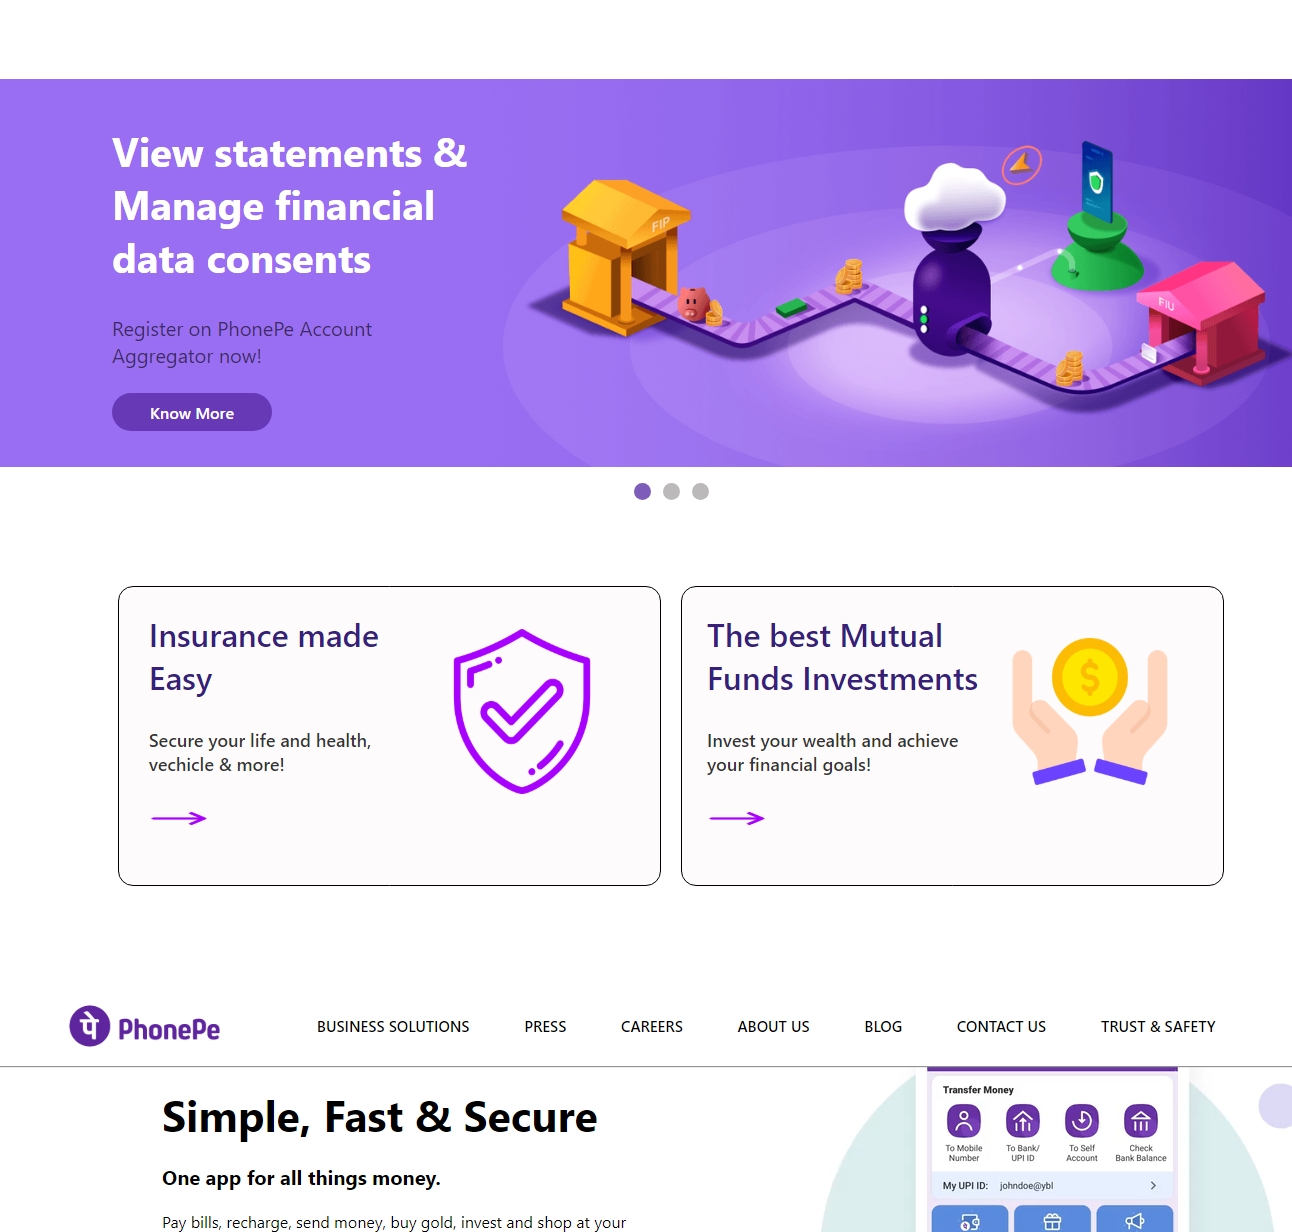 View statements &
Manage financial
data consents
Register on PhonePe Account
Aggregator now!
Know More
FIP
FIU
Insurance made
Easy
Secure your life and health,
vechicle & more!
The best Mutual
Funds Investments
Invest your wealth and achieve
your financial goals!
पे PhonePe
BUSINESS SOLUTIONS PRESS CAREERS ABOUT US BLOG CONTACT US TRUST & SAFETY
Simple, Fast & Secure
One app for all things money.
Pay bills, recharge, send money, buy gold, invest and shop at your
Transfer Money
To Mobile
Number
To Bank/
UPI ID
To Self
Account
Check
Bank Balance
My UPI ID: johndoe@ybl